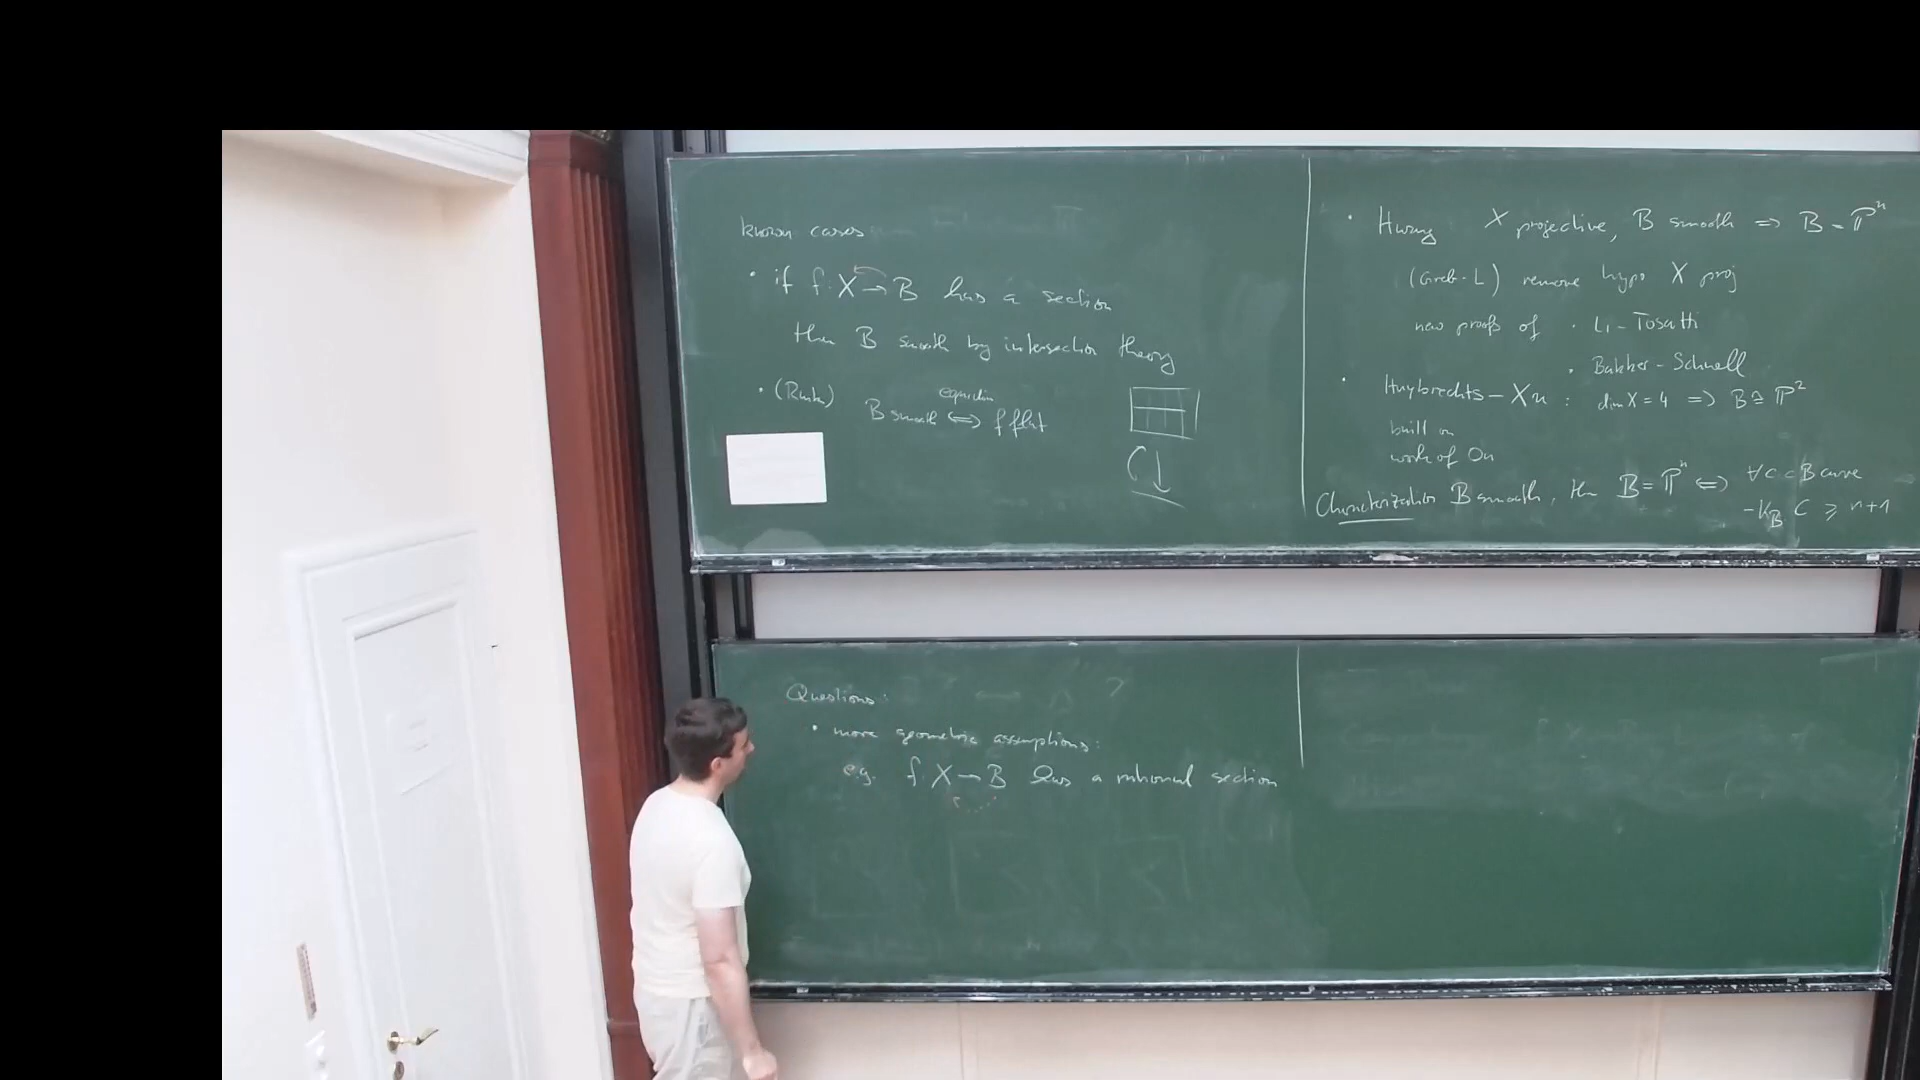 known cases
• if f: X → B has a section
then B smooth by intersection theory
• (Rmk) B smooth ⟺ f flat
equidim
• Hwang X projective, B smooth ⇒ B = ℙⁿ
(Greb-L) remove hypo X proj
new proofs of • Li-Tosatti
• Bakker-Schnell
• Huybrechts-Xu : dim X = 4 ⇒ B ≅ ℙ²
built on
work of Ou
Characterization B smooth, then B = ℙⁿ ⟺ ∀ C ⊂ B curve
-K_B C ≥ n+1
Questions:
• more geometric assumptions:
e.g. f: X → B has a rational section